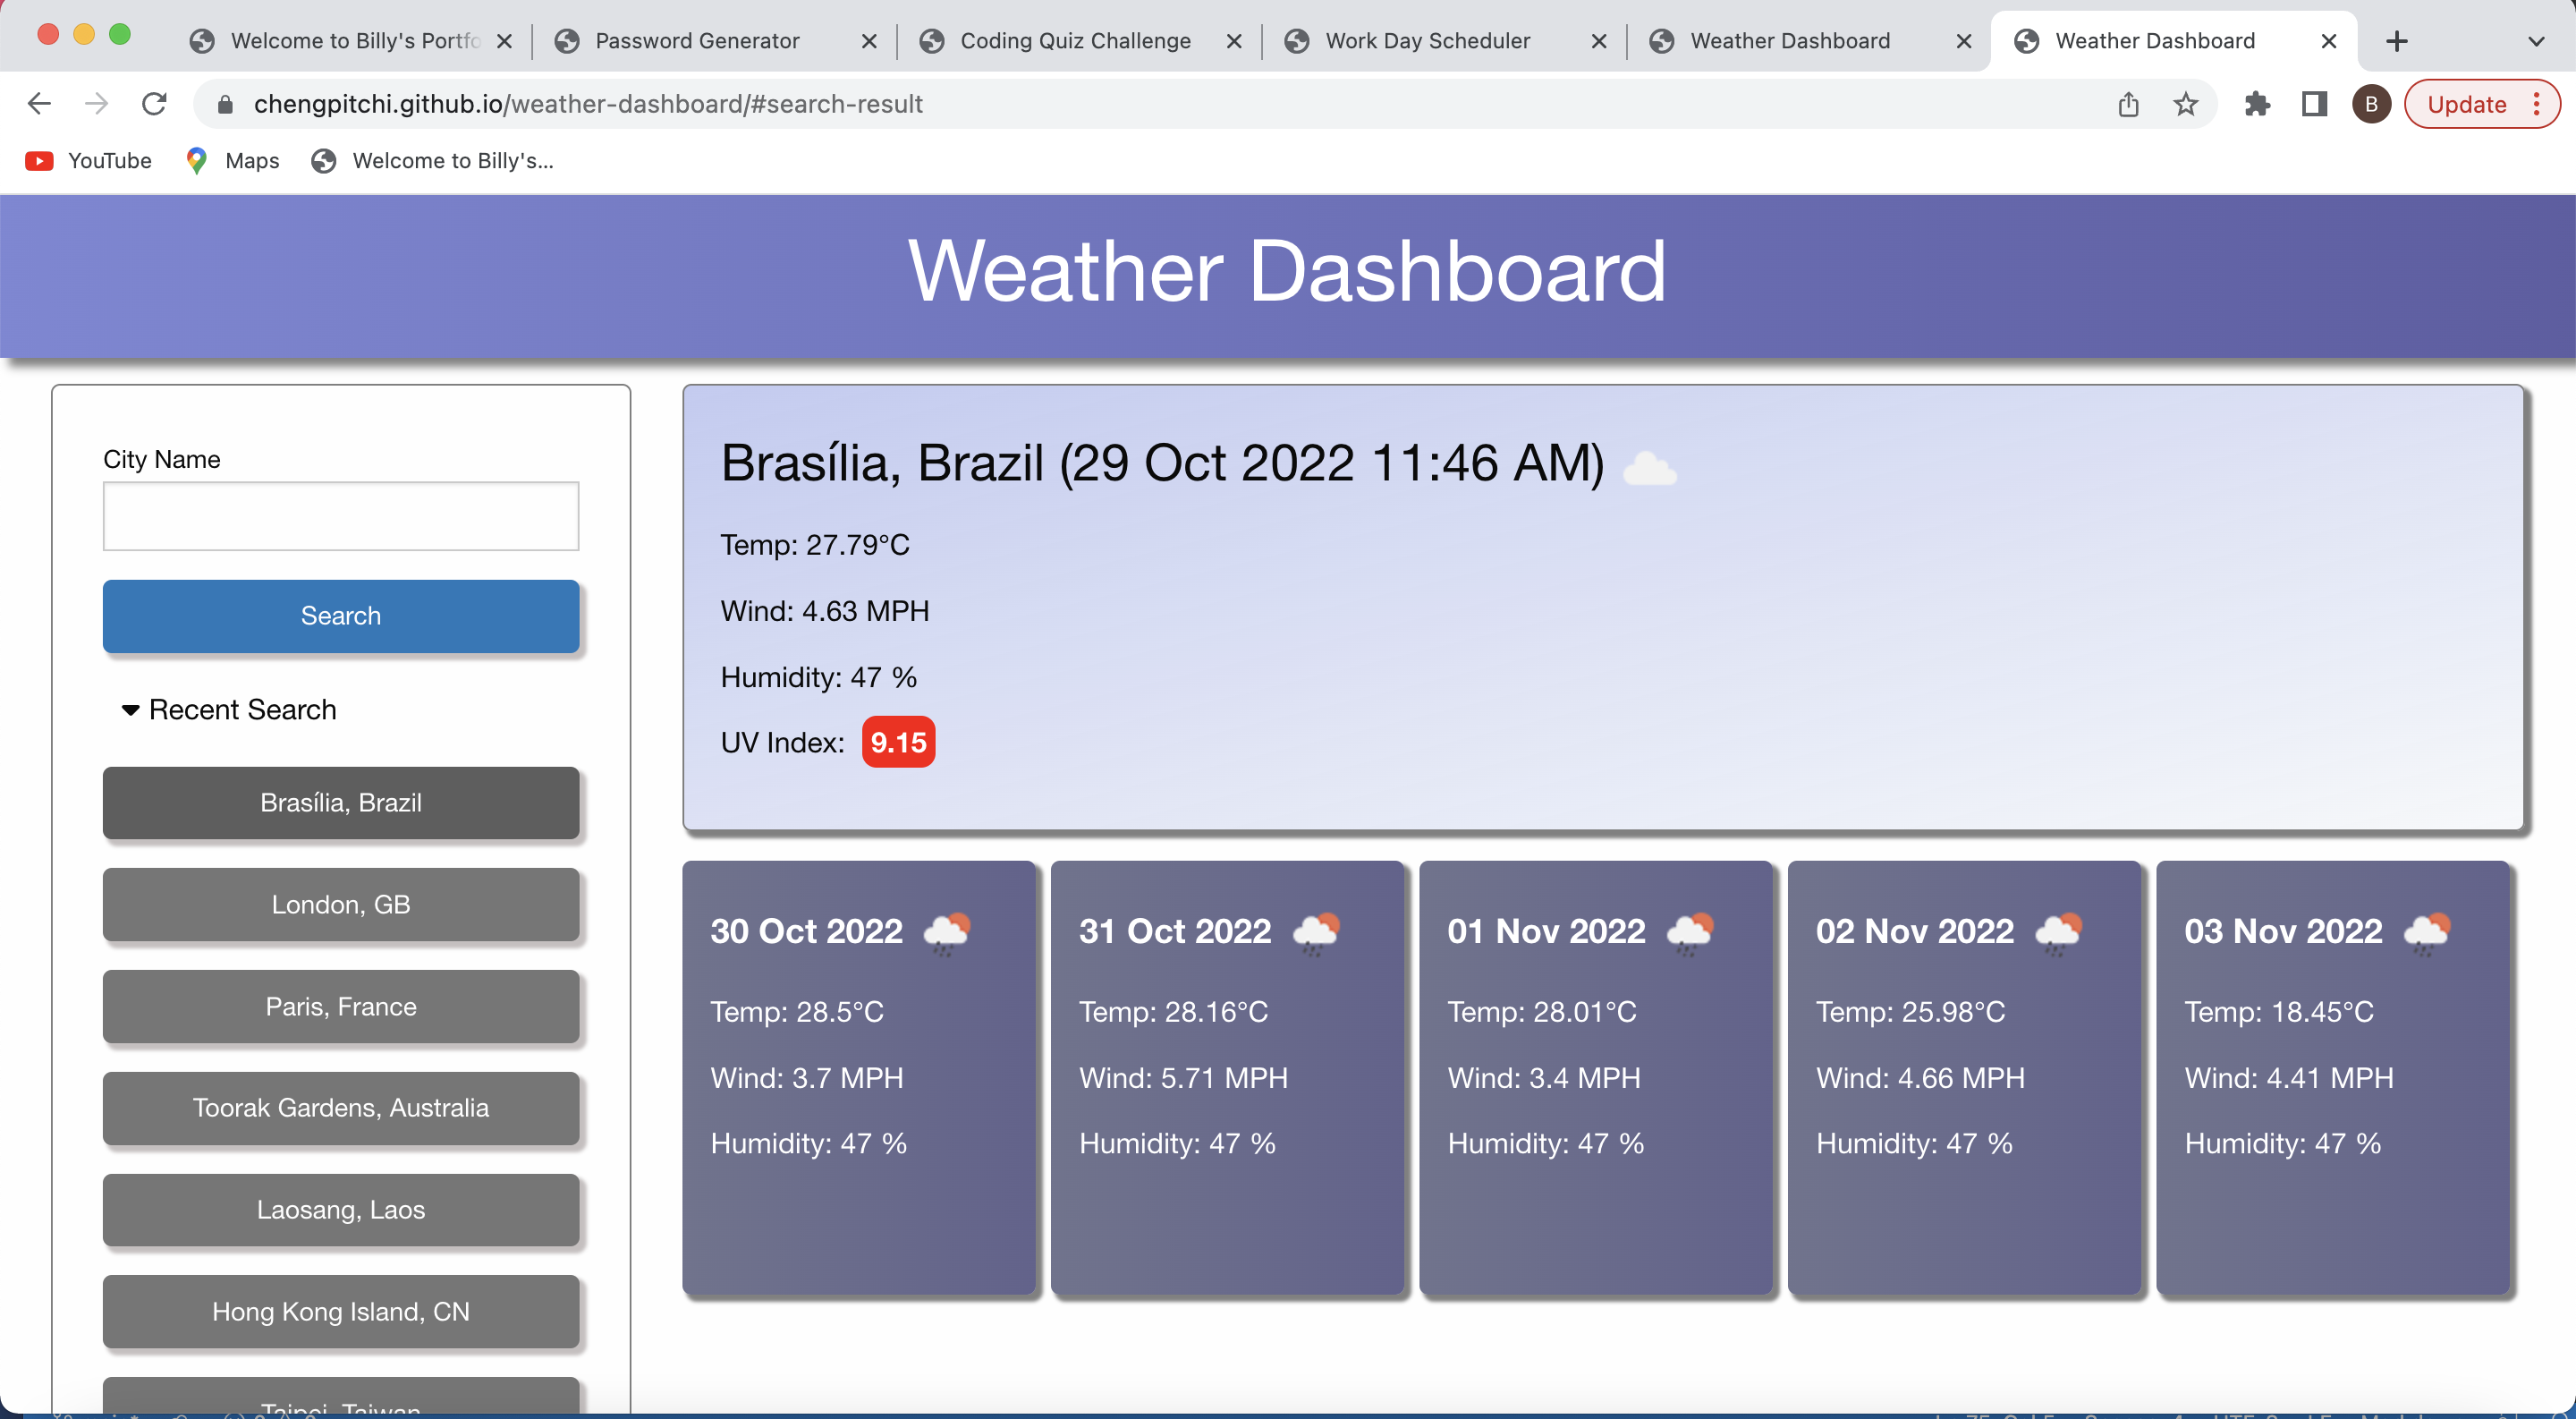 Welcome to Billy's Portfo
Password Generator
Coding Quiz Challenge
Work Day Scheduler
Weather Dashboard
Weather Dashboard
chengpitchi.github.io/weather-dashboard/#search-result
B
Update
YouTube
Maps
Welcome to Billy's...
Weather Dashboard
City Name
Search
Recent Search
Brasília, Brazil
London, GB
Paris, France
Toorak Gardens, Australia
Laosang, Laos
Hong Kong Island, CN
Taipei, Taiwan
Brasília, Brazil (29 Oct 2022 11:46 AM)
Temp: 27.79°C
Wind: 4.63 MPH
Humidity: 47 %
UV Index: 9.15
30 Oct 2022
Temp: 28.5°C
Wind: 3.7 MPH
Humidity: 47 %
31 Oct 2022
Temp: 28.16°C
Wind: 5.71 MPH
Humidity: 47 %
01 Nov 2022
Temp: 28.01°C
Wind: 3.4 MPH
Humidity: 47 %
02 Nov 2022
Temp: 25.98°C
Wind: 4.66 MPH
Humidity: 47 %
03 Nov 2022
Temp: 18.45°C
Wind: 4.41 MPH
Humidity: 47 %